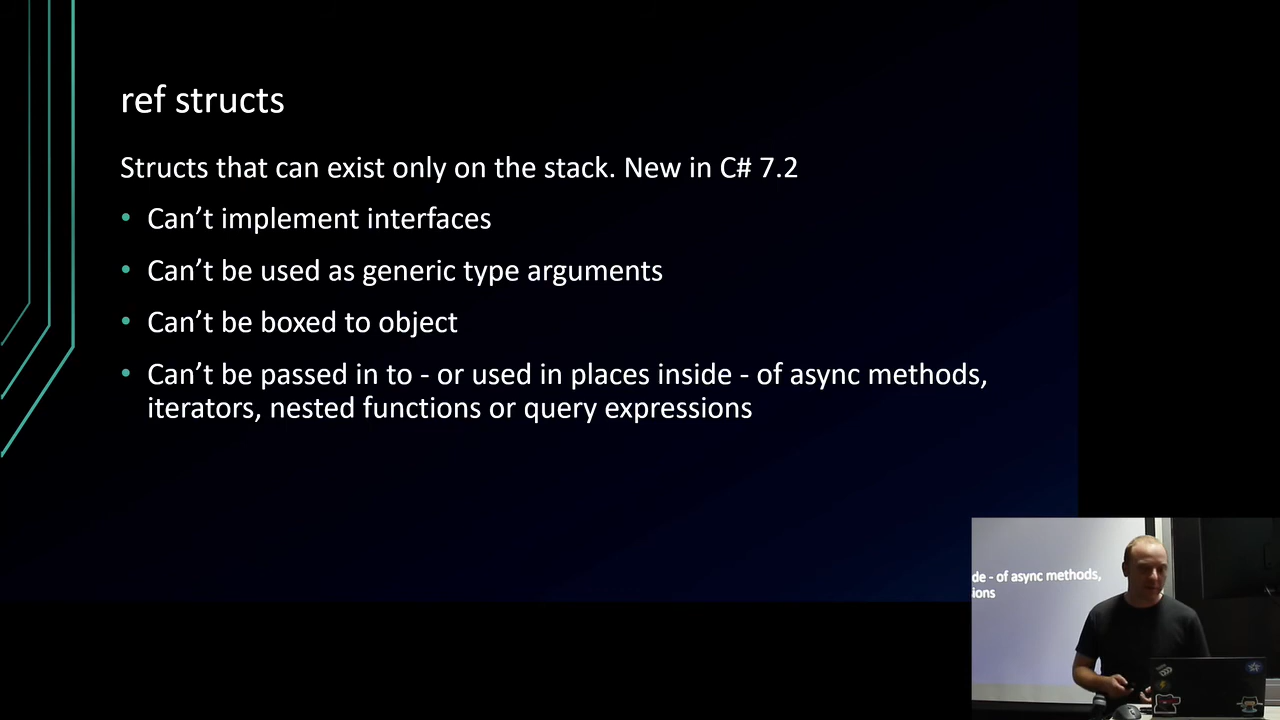 ref structs
Structs that can exist only on the stack. New in C# 7.2
• Can’t implement interfaces
• Can’t be used as generic type arguments
• Can’t be boxed to object
• Can’t be passed in to - or used in places inside - of async methods,
iterators, nested functions or query expressions
de - of async methods,
ions